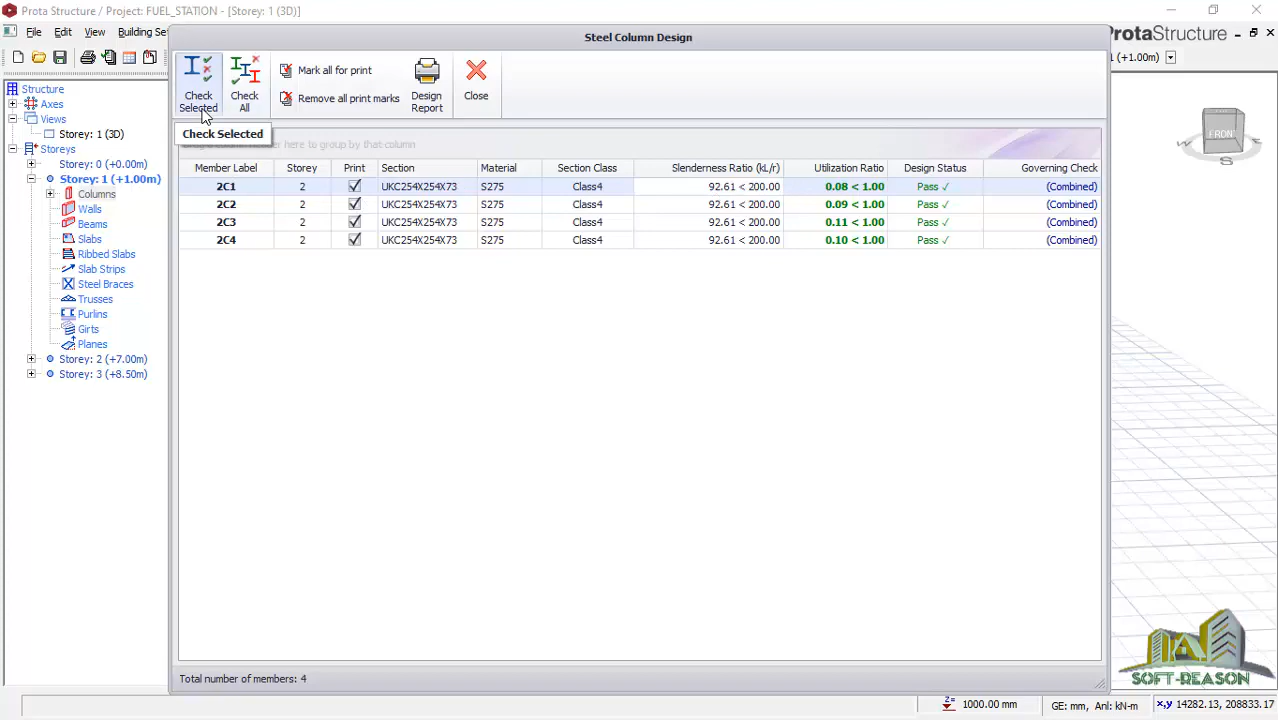 Prota Structure / Project: FUEL_STATION - [Storey: 1 (3D)]
File Edit View Building Set
Steel Column Design
ProtaStructure
1 (+1.00m)
Check Selected
Check All
Mark all for print
Remove all print marks
Design Report
Close
Check Selected
here to group by that column
Structure
Axes
Views
Storey: 1 (3D)
Storeys
Storey: 0 (+0.00m)
Storey: 1 (+1.00m)
Columns
Walls
Beams
Slabs
Ribbed Slabs
Slab Strips
Steel Braces
Trusses
Purlins
Girts
Planes
Storey: 2 (+7.00m)
Storey: 3 (+8.50m)
Member Label Storey Print Section Material Section Class Slenderness Ratio (kL/r) Utilization Ratio Design Status Governing Check
2C1 2 UKC254X254X73 S275 Class4 92.61 < 200.00 0.08 < 1.00 Pass ✓ (Combined)
2C2 2 UKC254X254X73 S275 Class4 92.61 < 200.00 0.09 < 1.00 Pass ✓ (Combined)
2C3 2 UKC254X254X73 S275 Class4 92.61 < 200.00 0.11 < 1.00 Pass ✓ (Combined)
2C4 2 UKC254X254X73 S275 Class4 92.61 < 200.00 0.10 < 1.00 Pass ✓ (Combined)
FRONT
W
S
E
SOFT-REASON
Total number of members: 4
Z= 1000.00 mm GE: mm, Anl: kN-m x,y 14282.13, 208833.17